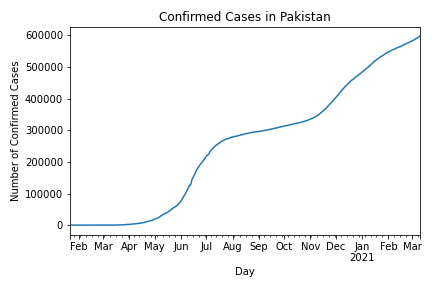 Confirmed Cases in Pakistan
Number of Confirmed Cases
600000
500000
400000
300000
200000
100000
0
Feb Mar Apr May Jun Jul Aug Sep Oct Nov Dec Jan Feb Mar
2021
Day